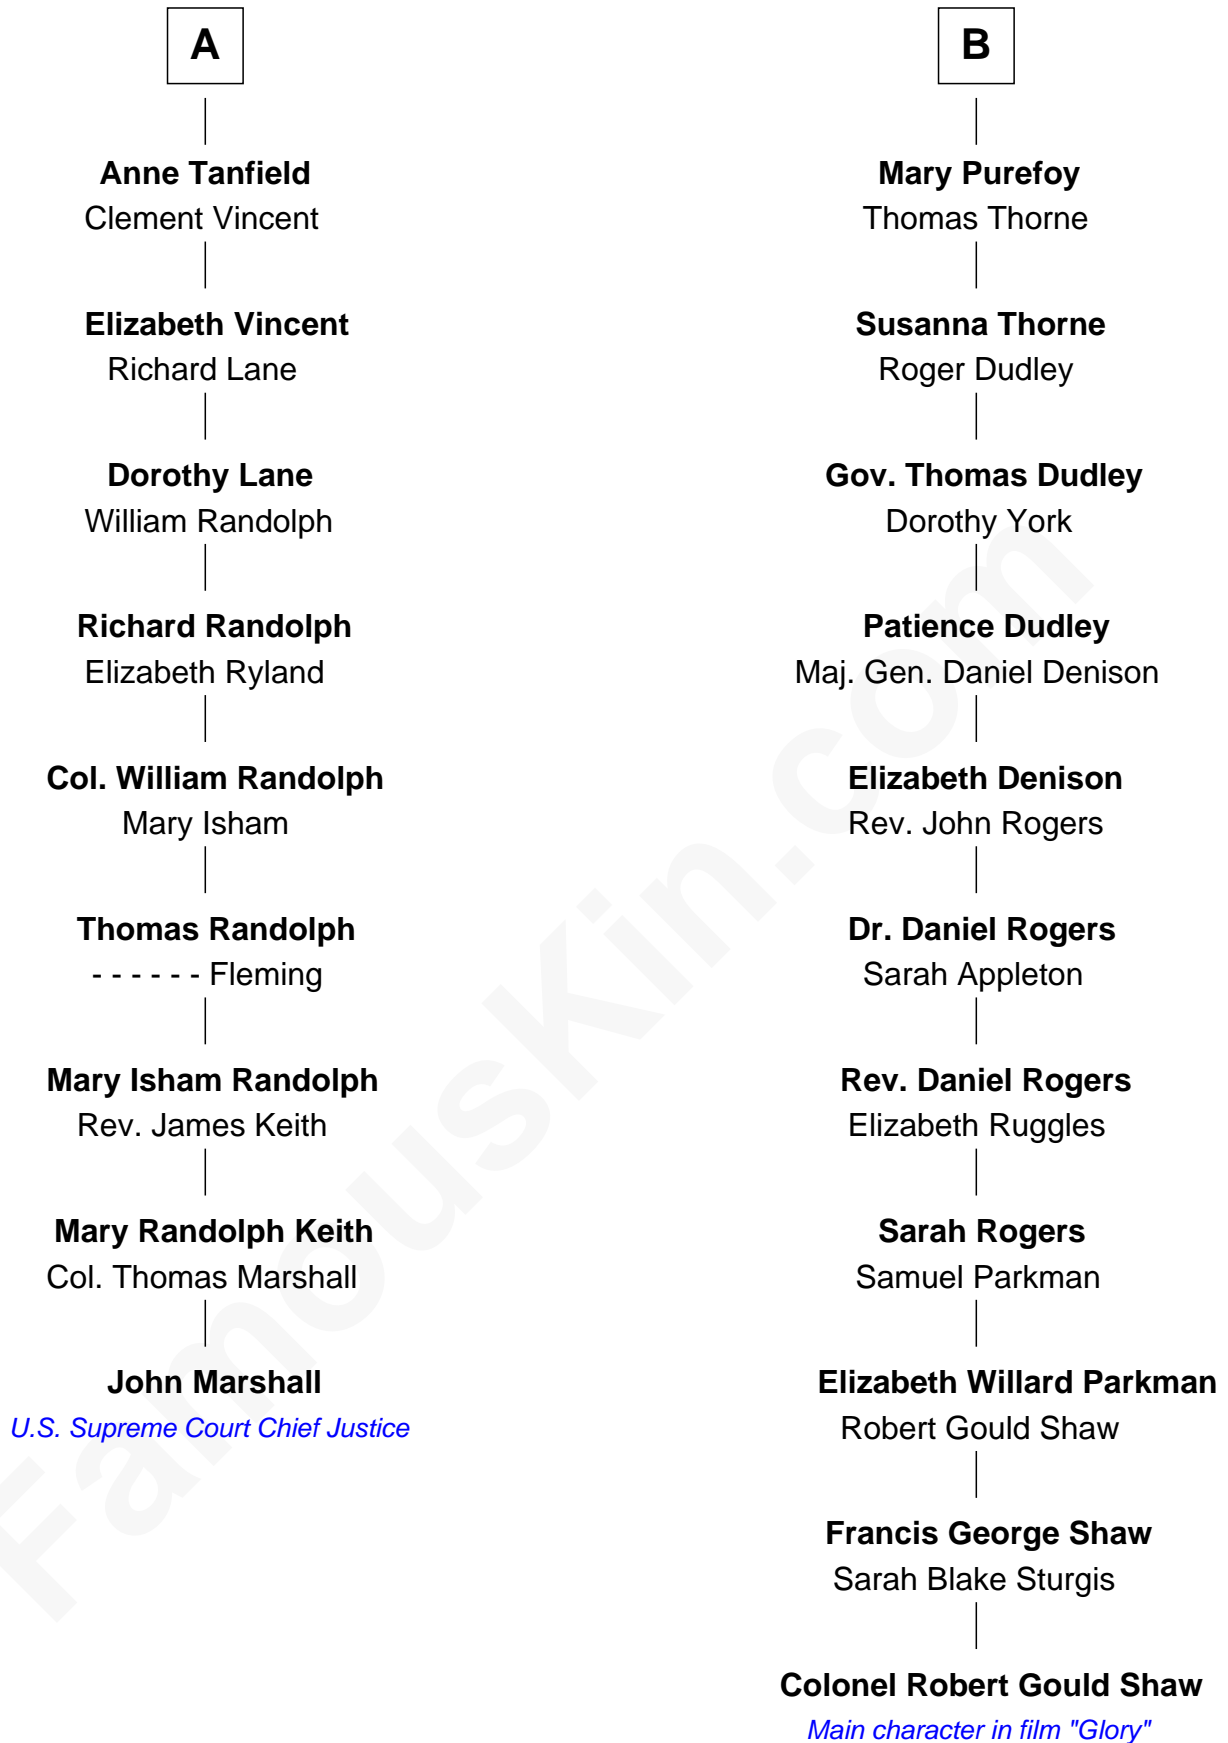 A
Anne Tanfield
Clement Vincent
Elizabeth Vincent
Richard Lane
Dorothy Lane
William Randolph
Richard Randolph
Elizabeth Ryland
Col. William Randolph
Mary Isham
Thomas Randolph
- - - - - - Fleming
Mary Isham Randolph
Rev. James Keith
Mary Randolph Keith
Col. Thomas Marshall
John Marshall
U.S. Supreme Court Chief Justice
B
Mary Purefoy
Thomas Thorne
Susanna Thorne
Roger Dudley
Gov. Thomas Dudley
Dorothy York
Patience Dudley
Maj. Gen. Daniel Denison
Elizabeth Denison
Rev. John Rogers
Dr. Daniel Rogers
Sarah Appleton
Rev. Daniel Rogers
Elizabeth Ruggles
Sarah Rogers
Samuel Parkman
Elizabeth Willard Parkman
Robert Gould Shaw
Francis George Shaw
Sarah Blake Sturgis
Colonel Robert Gould Shaw
Main character in film "Glory"
FamousKin.com